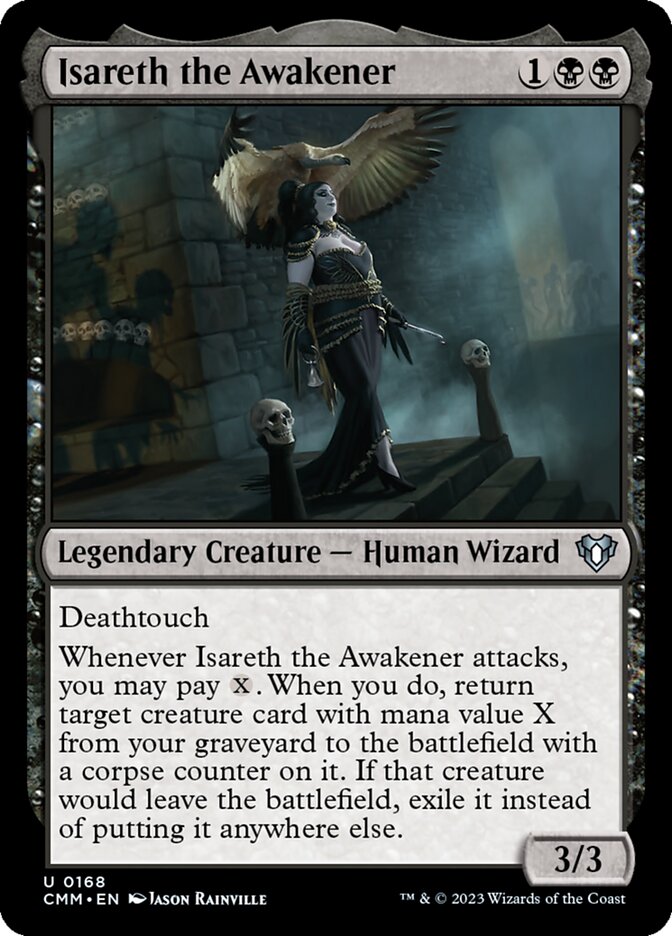 Isareth the Awakener 1
Legendary Creature — Human Wizard
Deathtouch
Whenever Isareth the Awakener attacks,
you may pay X. When you do, return
target creature card with mana value X
from your graveyard to the battlefield with
a corpse counter on it. If that creature
would leave the battlefield, exile it instead
of putting it anywhere else.
3/3
U 0168
CMM • EN Jason Rainville ™ & © 2023 Wizards of the Coast